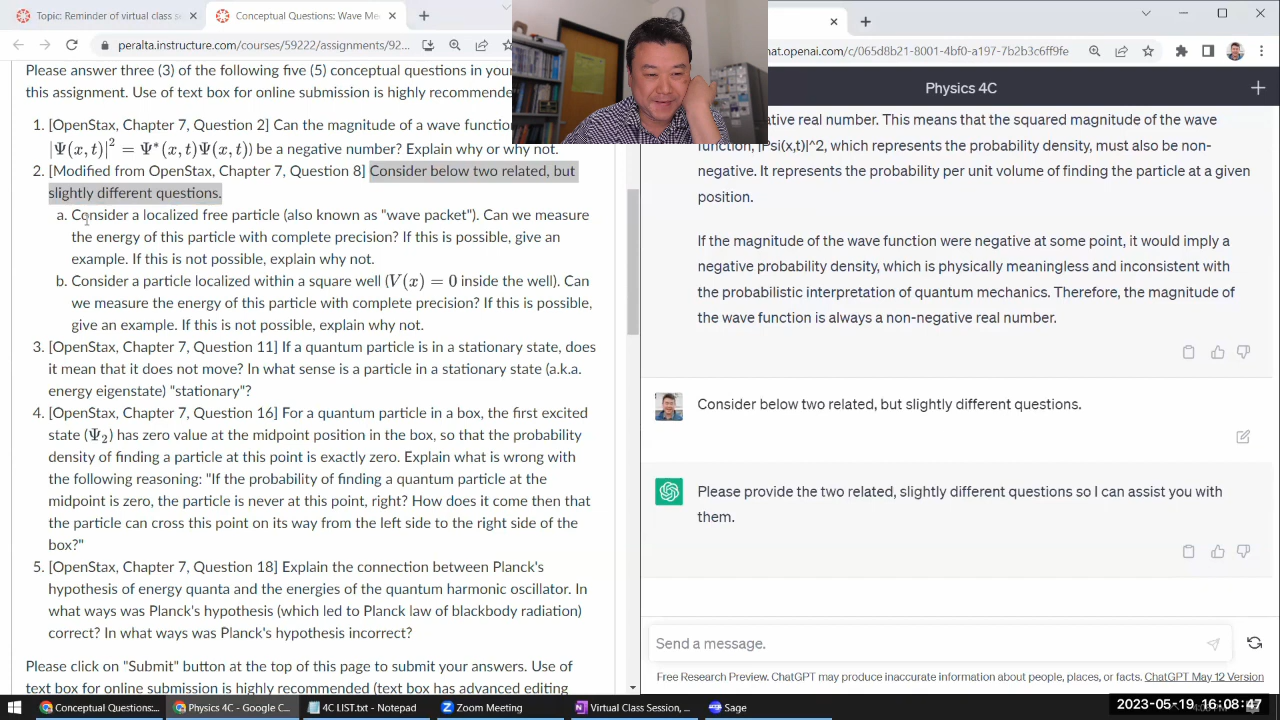 Topic: Reminder of virtual class s
Conceptual Questions: Wave Me
peralta.instructure.com/courses/59222/assignments/92...
Please answer three (3) of the following five (5) conceptual questions in your
this assignment. Use of text box for online submission is highly recommende
1. [OpenStax, Chapter 7, Question 2] Can the magnitude of a wave function
|Ψ(x, t)|² = Ψ*(x, t)Ψ(x, t)) be a negative number? Explain why or why not.
2. [Modified from OpenStax, Chapter 7, Question 8] Consider below two related, but
slightly different questions.
a. Consider a localized free particle (also known as "wave packet"). Can we measure
the energy of this particle with complete precision? If this is possible, give an
example. If this is not possible, explain why not.
b. Consider a particle localized within a square well (V(x) = 0 inside the well). Can
we measure the energy of this particle with complete precision? If this is possible,
give an example. If this is not possible, explain why not.
3. [OpenStax, Chapter 7, Question 11] If a quantum particle is in a stationary state, does
it mean that it does not move? In what sense is a particle in a stationary state (a.k.a.
energy eigenstate) "stationary"?
4. [OpenStax, Chapter 7, Question 16] For a quantum particle in a box, the first excited
state (Ψ₂) has zero value at the midpoint position in the box, so that the probability
density of finding a particle at this point is exactly zero. Explain what is wrong with
the following reasoning: "If the probability of finding a quantum particle at the
midpoint is zero, the particle is never at this point, right? How does it come then that
the particle can cross this point on its way from the left side to the right side of the
box?"
5. [OpenStax, Chapter 7, Question 18] Explain the connection between Planck's
hypothesis of energy quanta and the energies of the quantum harmonic oscillator. In
what ways was Planck's hypothesis (which led to Planck law of blackbody radiation)
correct? In what ways was Planck's hypothesis incorrect?
Please click on "Submit" button at the top of this page to submit your answers. Use of
text box for online submission is highly recommended (text box has advanced editing
hat.openai.com/c/065d8b21-8001-4bf0-a197-7b2b3c6ff9fe
Physics 4C
ative real number. This means that the squared magnitude of the wave
function, |Psi(x,t)|^2, which represents the probability density, must also be non-
negative. It represents the probability per unit volume of finding the particle at a given
position.
If the magnitude of the wave function were negative at some point, it would imply a
negative probability density, which is physically meaningless and inconsistent with
the probabilistic interpretation of quantum mechanics. Therefore, the magnitude of
the wave function is always a non-negative real number.
Consider below two related, but slightly different questions.
Please provide the two related, slightly different questions so I can assist you with
them.
Send a message.
Free Research Preview. ChatGPT may produce inaccurate information about people, places, or facts. ChatGPT May 12 Version
Conceptual Questions:...
Physics 4C - Google C...
4C LIST.txt - Notepad
Zoom Meeting
Virtual Class Session, ...
Sage
2023-05-19 16:08:47